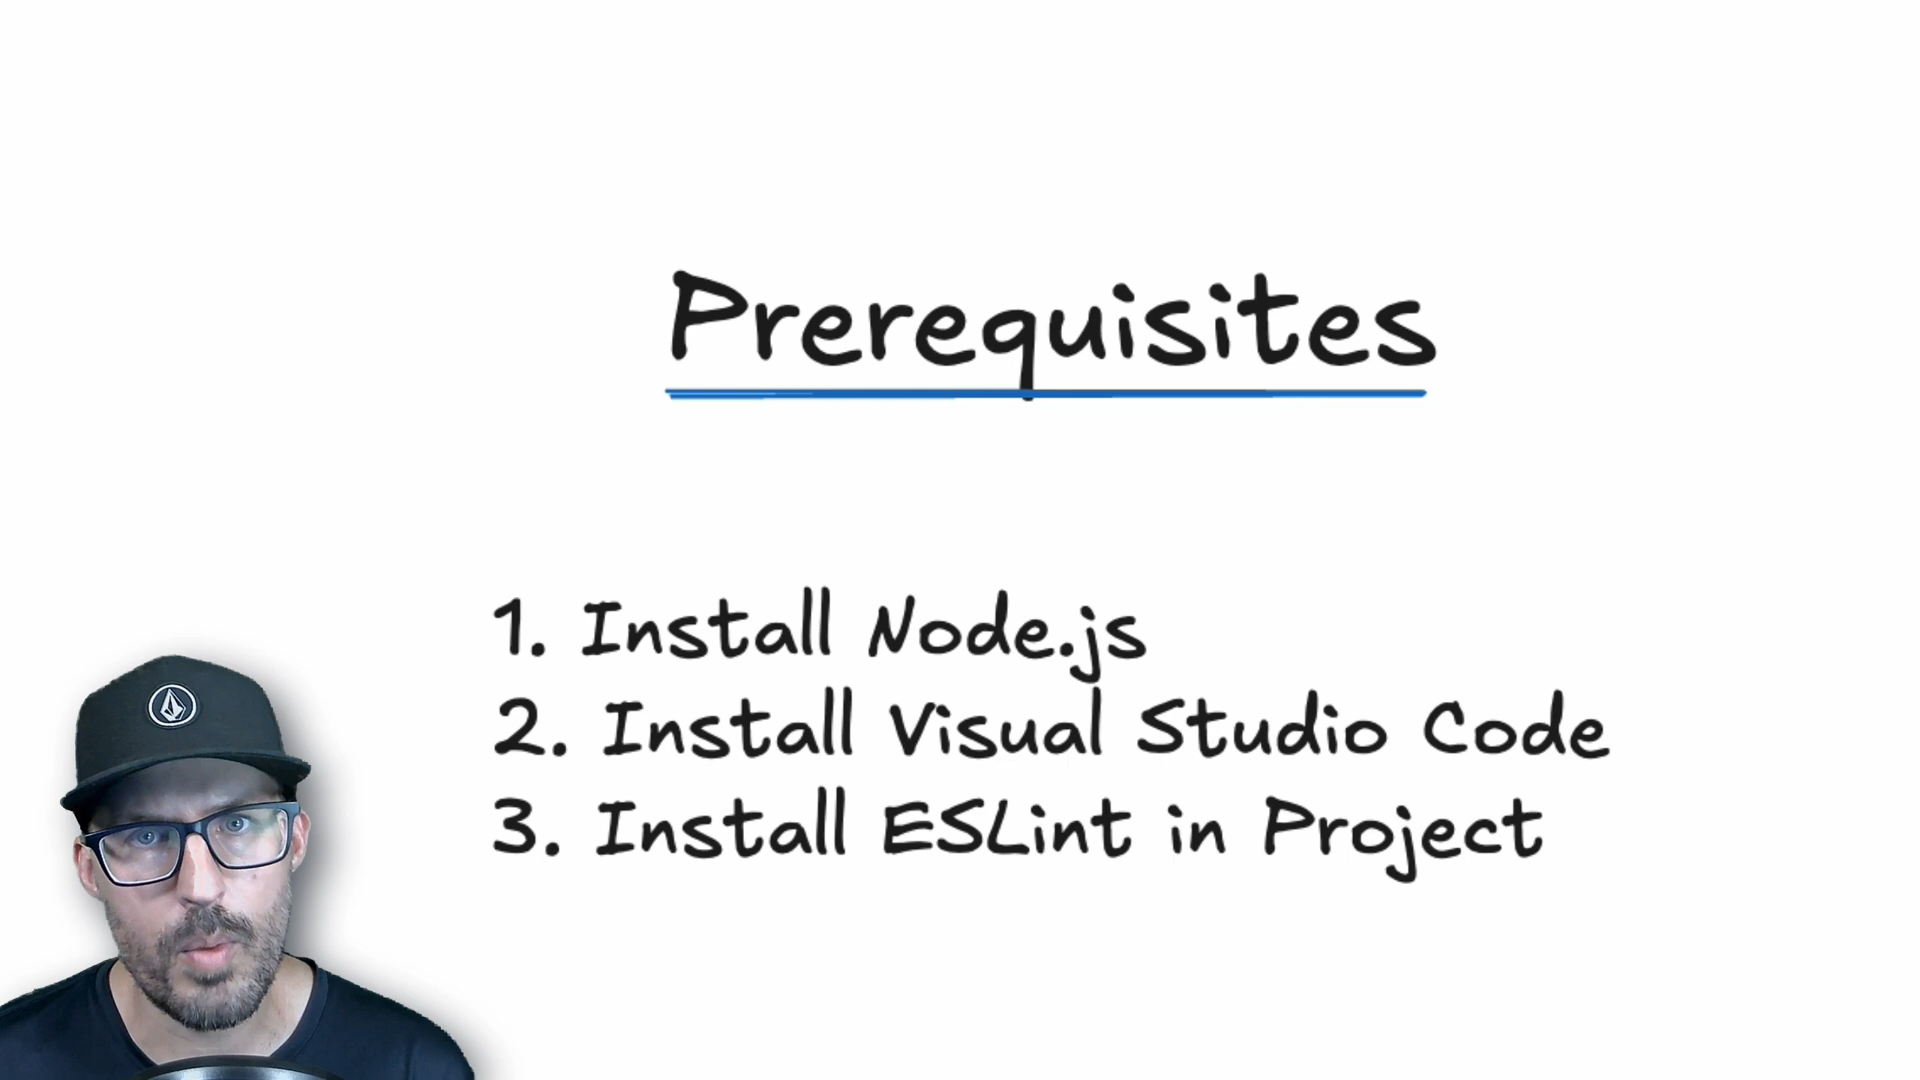 Prerequisites
1. Install Node.js
2. Install Visual Studio Code
3. Install ESLint in Project